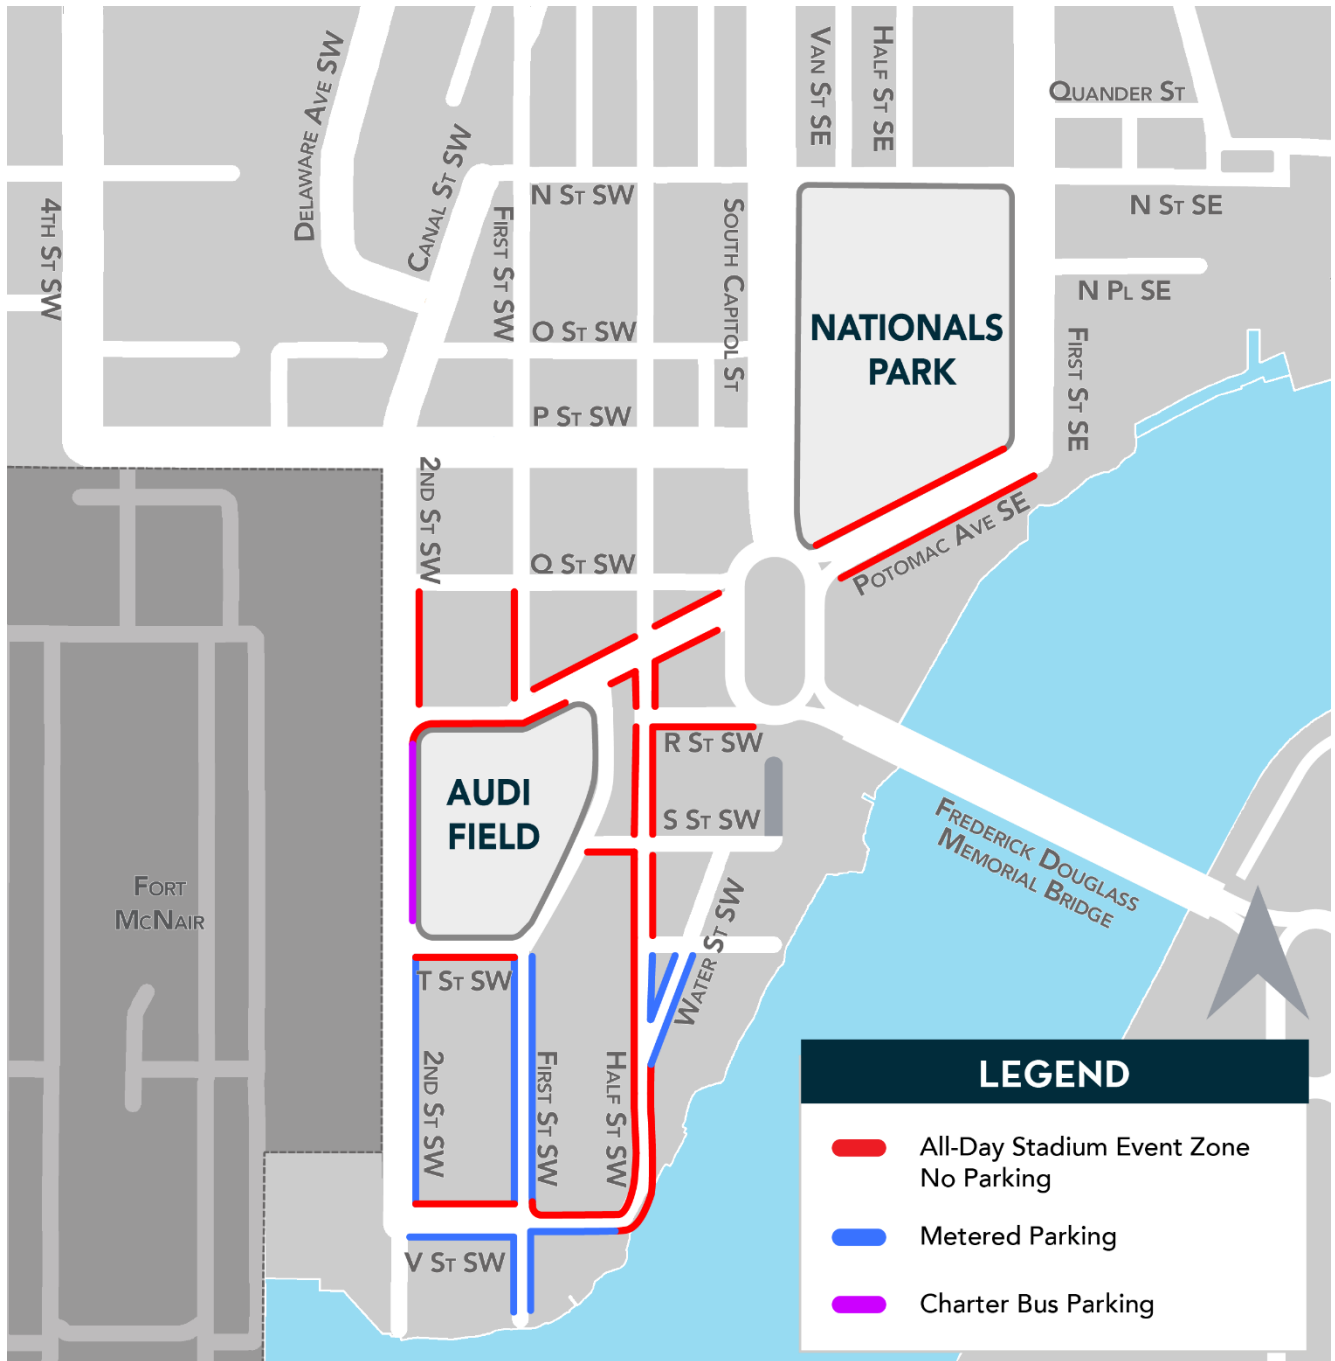 DELAWARE AVE SW
CANAL ST SW
VAN ST SE
HALF ST SE
QUANDER ST
4TH ST SW
FIRST ST SW
N ST SW
SOUTH CAPITOL ST
N ST SE
N PL SE
O ST SW
NATIONALS
PARK
FIRST ST SE
P ST SW
2ND ST SW
Q ST SW
POTOMAC AVE SE
R ST SW
AUDI
FIELD
S ST SW
FREDERICK DOUGLASS
MEMORIAL BRIDGE
FORT
MCNAIR
WATER ST SW
T ST SW
2ND ST SW
FIRST ST SW
HALF ST SW
V ST SW
LEGEND
All-Day Stadium Event Zone
No Parking
Metered Parking
Charter Bus Parking